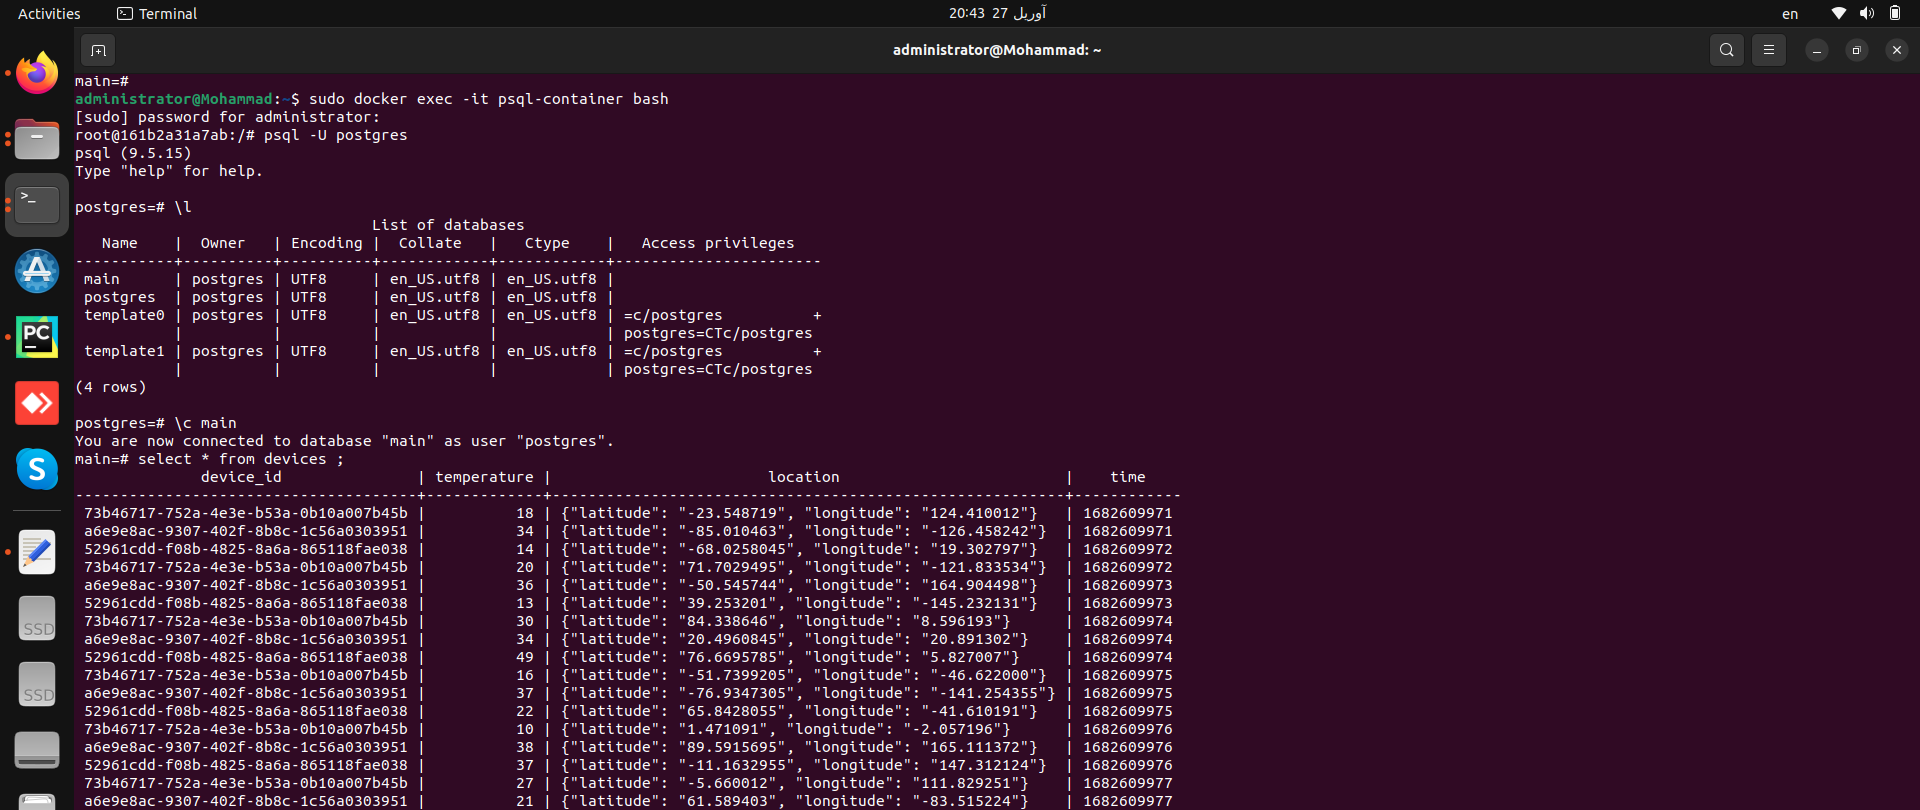 Activities
Terminal
20:43 27 آوریل
en
administrator@Mohammad: ~
main=#
administrator@Mohammad:~$ sudo docker exec -it psql-container bash
[sudo] password for administrator:
root@161b2a31a7ab:/# psql -U postgres
psql (9.5.15)
Type "help" for help.
postgres=# \l
List of databases
Name | Owner | Encoding | Collate | Ctype | Access privileges
-----------+----------+----------+------------+------------+-----------------------
main | postgres | UTF8 | en_US.utf8 | en_US.utf8 |
postgres | postgres | UTF8 | en_US.utf8 | en_US.utf8 |
template0 | postgres | UTF8 | en_US.utf8 | en_US.utf8 | =c/postgres +
| | | | | postgres=CTc/postgres
template1 | postgres | UTF8 | en_US.utf8 | en_US.utf8 | =c/postgres +
| | | | | postgres=CTc/postgres
(4 rows)
postgres=# \c main
You are now connected to database "main" as user "postgres".
main=# select * from devices ;
device_id | temperature | location | time
--------------------------------------+-------------+---------------------------------------------------------+------------
73b46717-752a-4e3e-b53a-0b10a007b45b | 18 | {"latitude": "-23.548719", "longitude": "124.410012"} | 1682609971
a6e9e8ac-9307-402f-8b8c-1c56a0303951 | 34 | {"latitude": "-85.010463", "longitude": "-126.458242"} | 1682609971
52961cdd-f08b-4825-8a6a-865118fae038 | 14 | {"latitude": "-68.0258045", "longitude": "19.302797"} | 1682609972
73b46717-752a-4e3e-b53a-0b10a007b45b | 20 | {"latitude": "71.7029495", "longitude": "-121.833534"} | 1682609972
a6e9e8ac-9307-402f-8b8c-1c56a0303951 | 36 | {"latitude": "-50.545744", "longitude": "164.904498"} | 1682609973
52961cdd-f08b-4825-8a6a-865118fae038 | 13 | {"latitude": "39.253201", "longitude": "-145.232131"} | 1682609973
73b46717-752a-4e3e-b53a-0b10a007b45b | 30 | {"latitude": "84.338646", "longitude": "8.596193"} | 1682609974
a6e9e8ac-9307-402f-8b8c-1c56a0303951 | 34 | {"latitude": "20.4960845", "longitude": "20.891302"} | 1682609974
52961cdd-f08b-4825-8a6a-865118fae038 | 49 | {"latitude": "76.6695785", "longitude": "5.827007"} | 1682609974
73b46717-752a-4e3e-b53a-0b10a007b45b | 16 | {"latitude": "-51.7399205", "longitude": "-46.622000"} | 1682609975
a6e9e8ac-9307-402f-8b8c-1c56a0303951 | 37 | {"latitude": "-76.9347305", "longitude": "-141.254355"} | 1682609975
52961cdd-f08b-4825-8a6a-865118fae038 | 22 | {"latitude": "65.8428055", "longitude": "-41.610191"} | 1682609975
73b46717-752a-4e3e-b53a-0b10a007b45b | 10 | {"latitude": "1.471091", "longitude": "-2.057196"} | 1682609976
a6e9e8ac-9307-402f-8b8c-1c56a0303951 | 38 | {"latitude": "89.5915695", "longitude": "165.111372"} | 1682609976
52961cdd-f08b-4825-8a6a-865118fae038 | 37 | {"latitude": "-11.1632955", "longitude": "147.312124"} | 1682609976
73b46717-752a-4e3e-b53a-0b10a007b45b | 27 | {"latitude": "-5.660012", "longitude": "111.829251"} | 1682609977
a6e9e8ac-9307-402f-8b8c-1c56a0303951 | 21 | {"latitude": "61.589403", "longitude": "-83.515224"} | 1682609977
PC
S
SSD
SSD